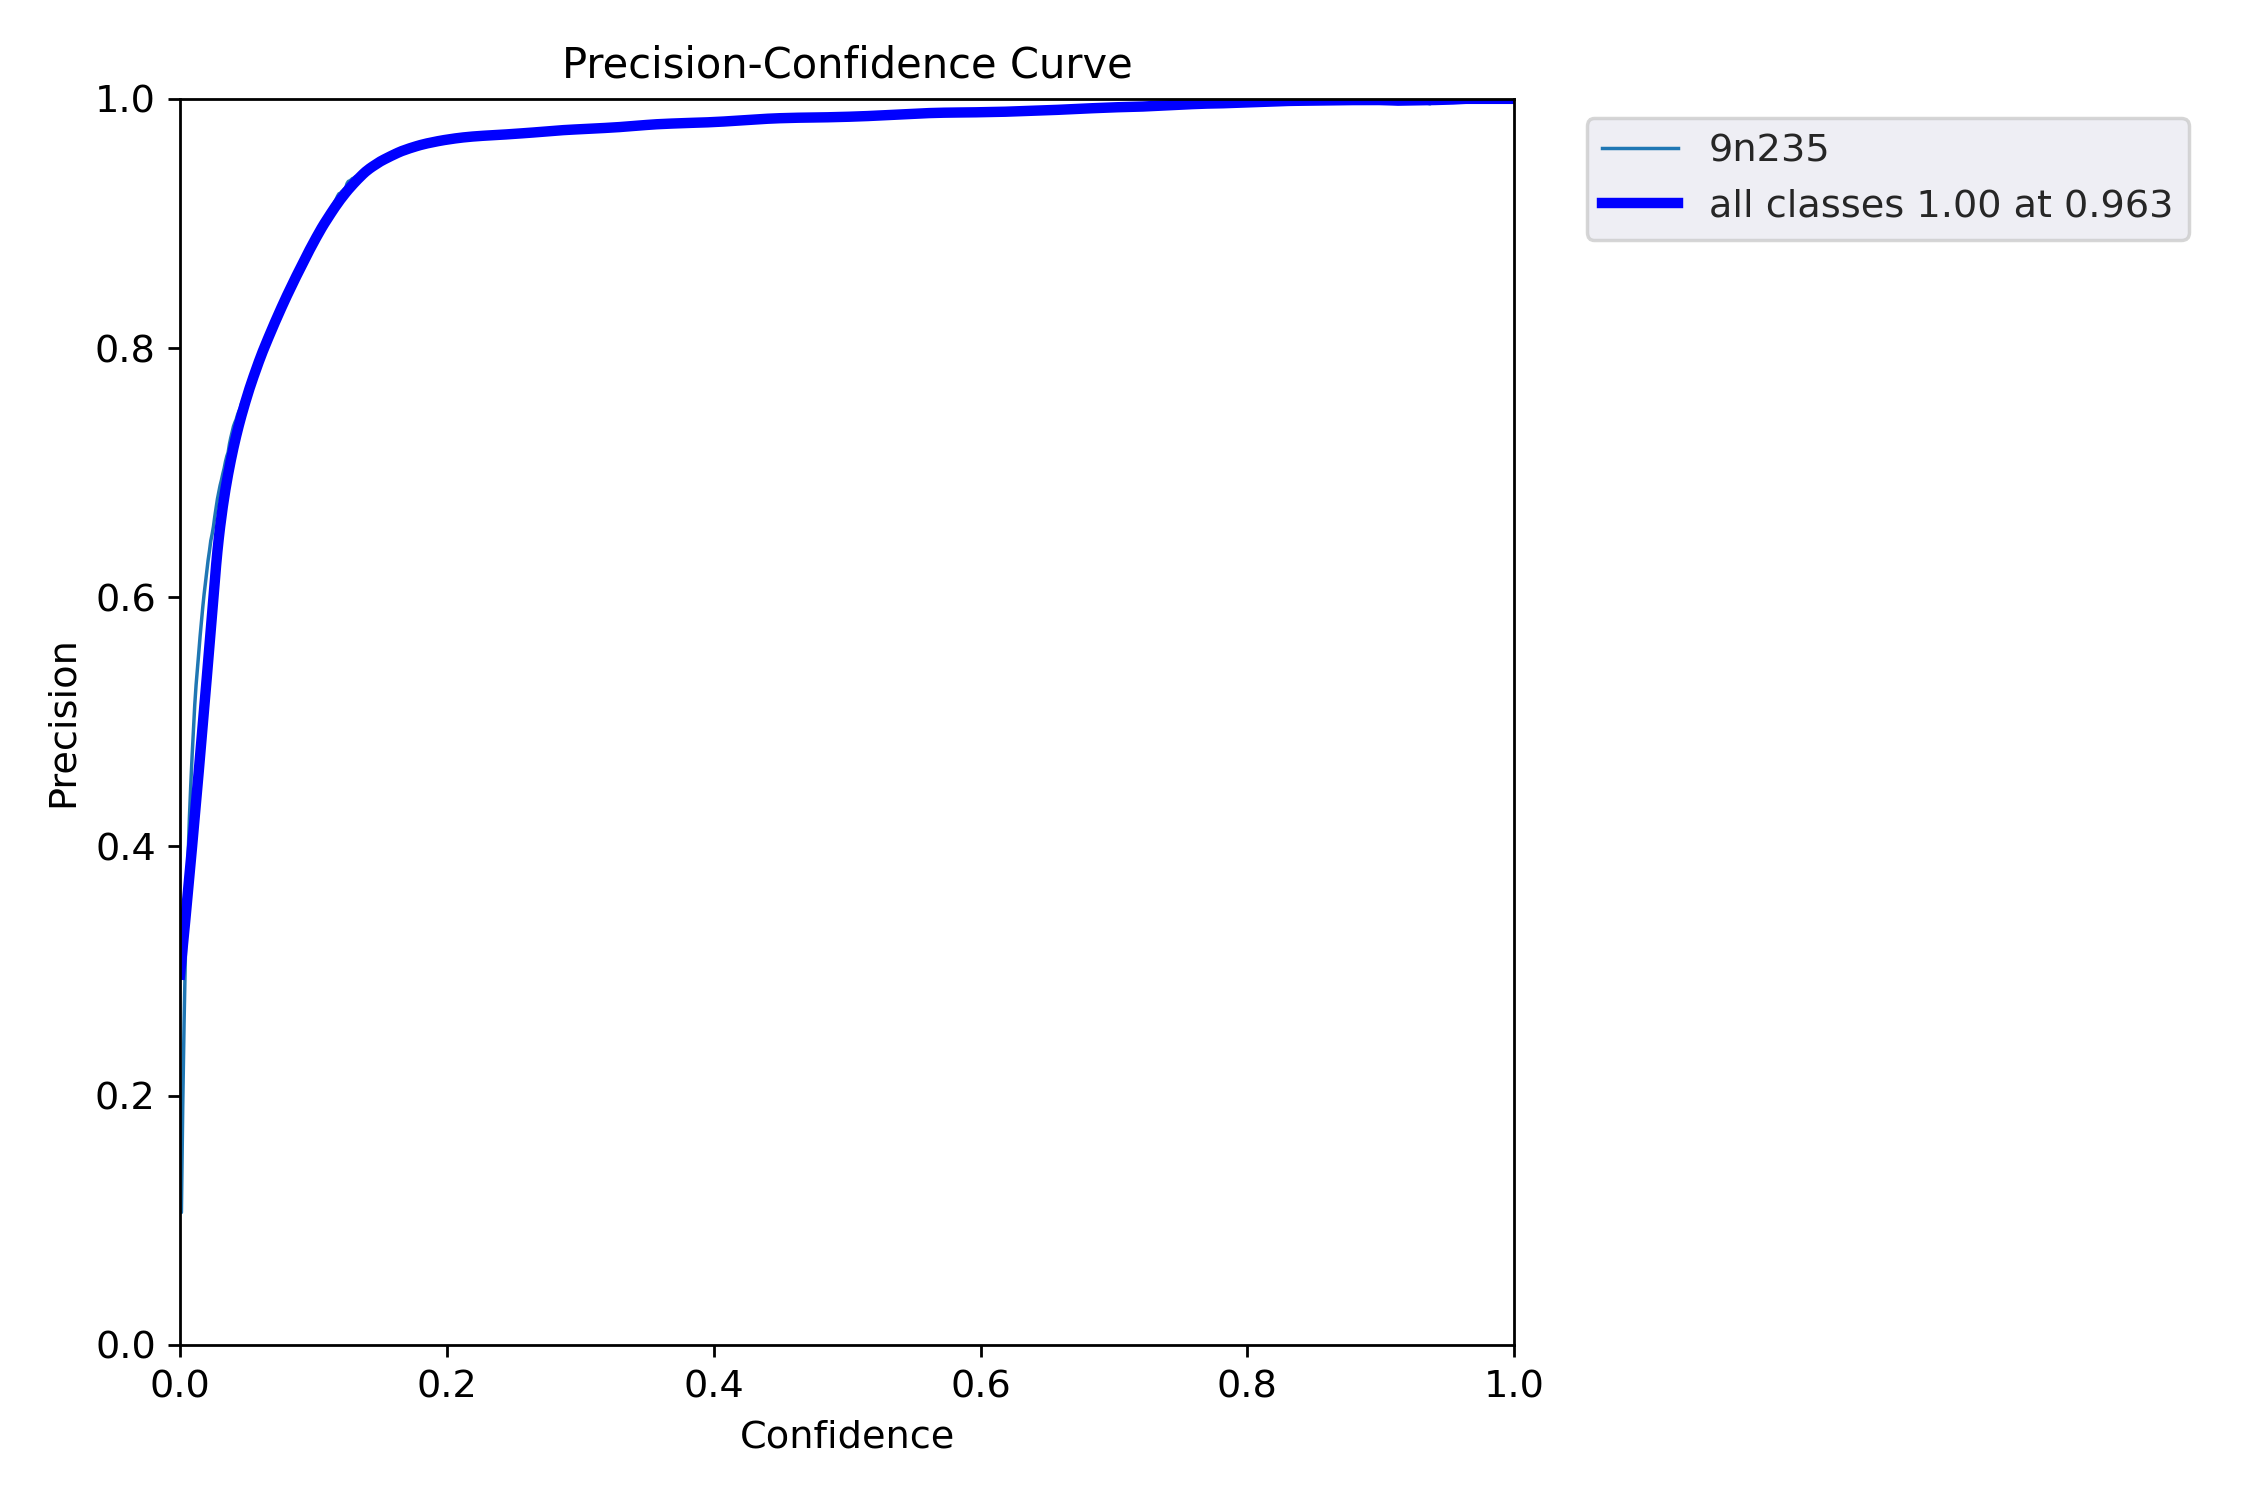 Precision-Confidence Curve
1.0
0.8
0.6
0.4
0.2
0.0
Precision
0.0 0.2 0.4 0.6 0.8 1.0
Confidence
9n235
all classes 1.00 at 0.963